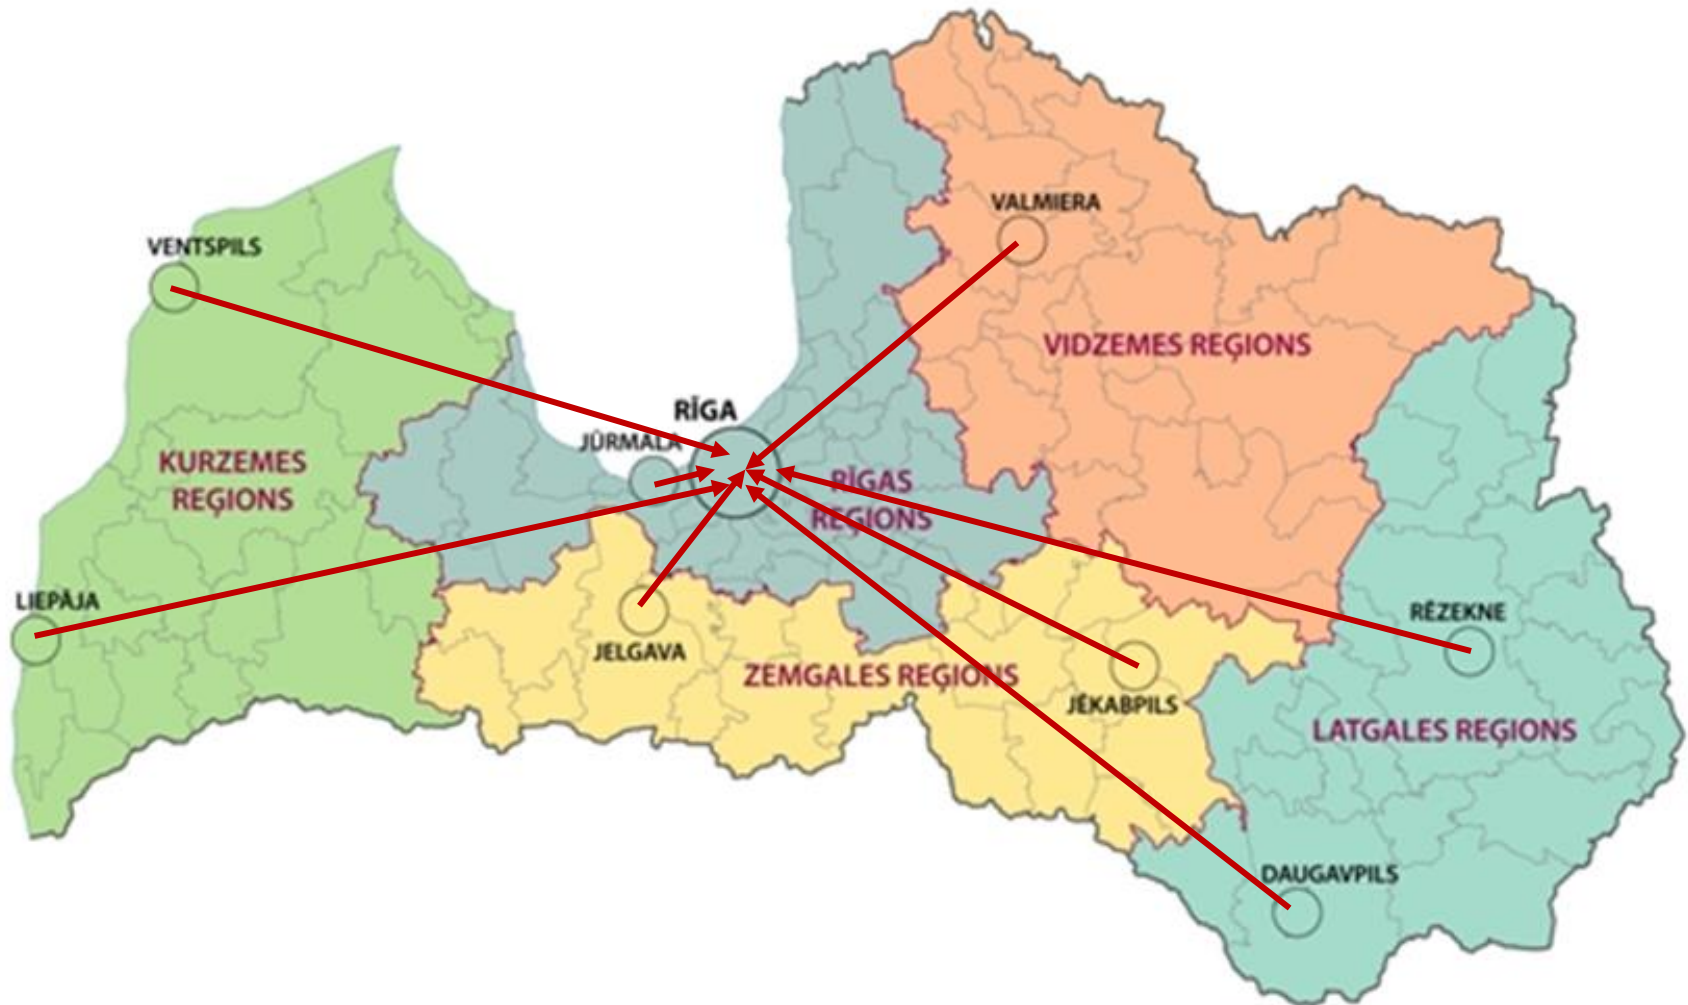 VALMIERA
VENTSPILS
VIDZEMES REĢIONS
RĪGA
JŪRMALA
KURZEMES
REĢIONS
RĪGAS
REĢIONS
LIEPĀJA
RĒZEKNE
JELGAVA
ZEMGALES REĢIONS
JĒKABPILS
LATGALES REĢIONS
DAUGAVPILS